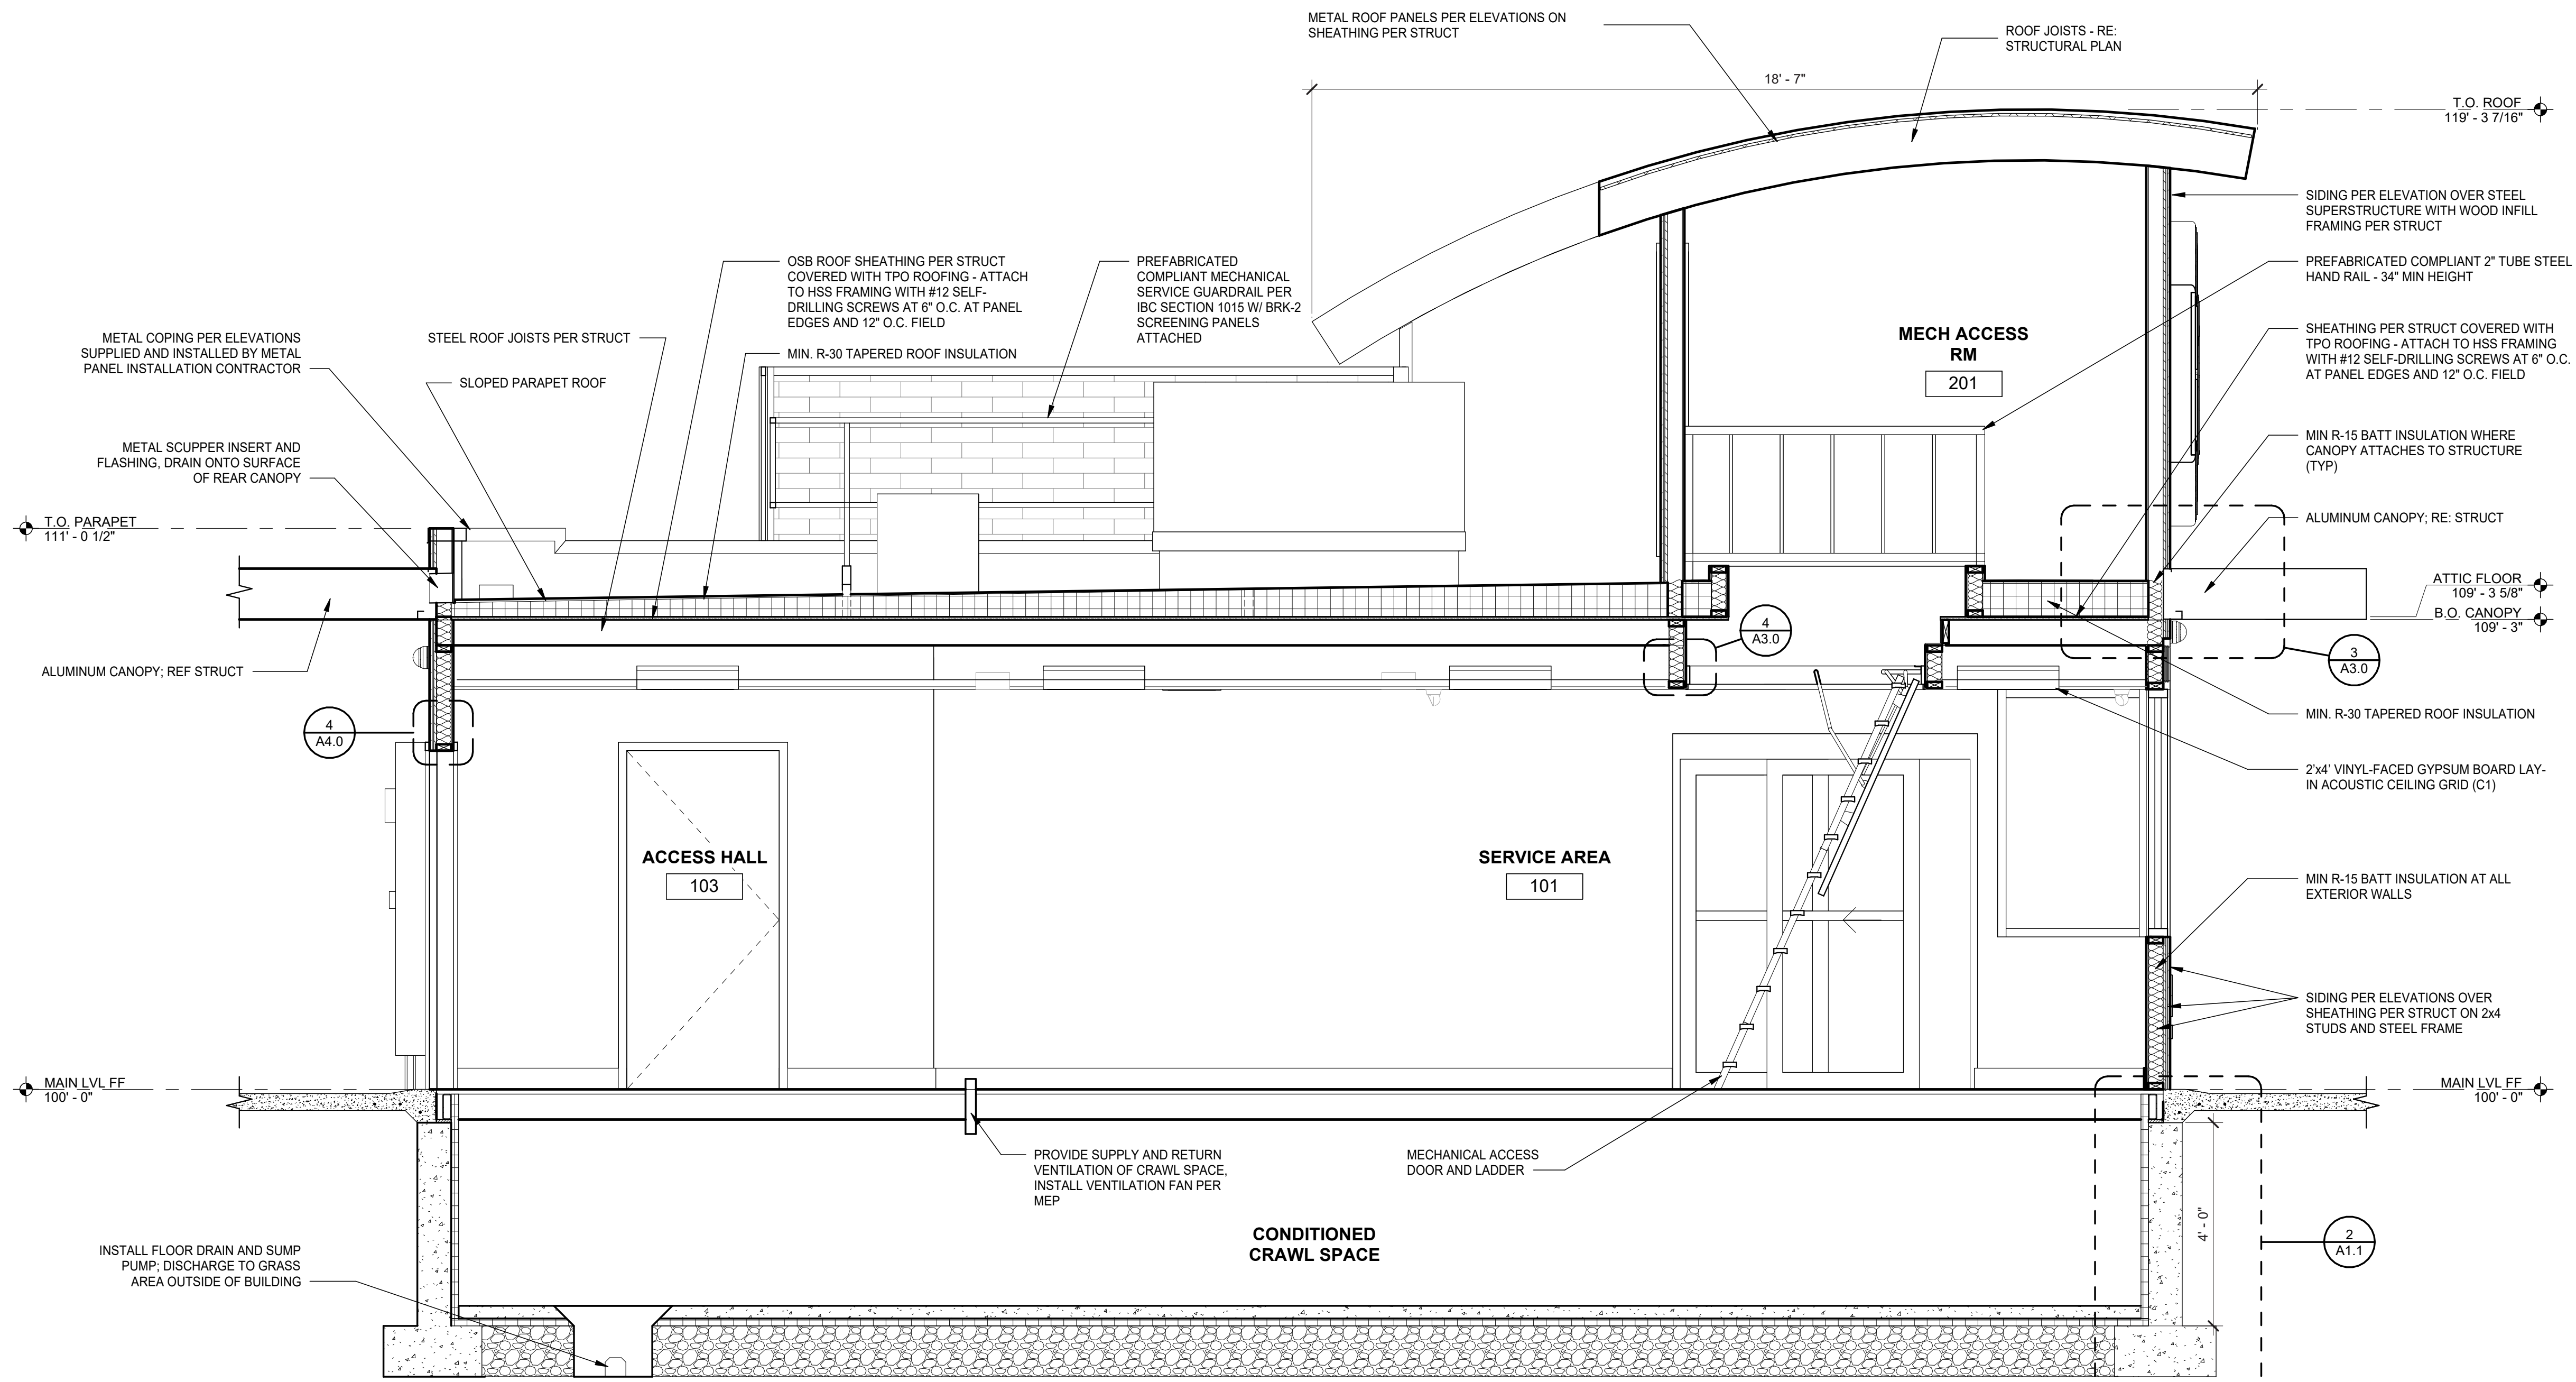 METAL ROOF PANELS PER ELEVATIONS ON
SHEATHING PER STRUCT
ROOF JOISTS - RE:
STRUCTURAL PLAN
18' - 7"
T.O. ROOF
119' - 3 7/16"
SIDING PER ELEVATION OVER STEEL
SUPERSTRUCTURE WITH WOOD INFILL
FRAMING PER STRUCT
OSB ROOF SHEATHING PER STRUCT
COVERED WITH TPO ROOFING - ATTACH
TO HSS FRAMING WITH #12 SELF-
DRILLING SCREWS AT 6" O.C. AT PANEL
EDGES AND 12" O.C. FIELD
PREFABRICATED
COMPLIANT MECHANICAL
SERVICE GUARDRAIL PER
IBC SECTION 1015 W/ BRK-2
SCREENING PANELS
ATTACHED
PREFABRICATED COMPLIANT 2" TUBE STEEL
HAND RAIL - 34" MIN HEIGHT
METAL COPING PER ELEVATIONS
SUPPLIED AND INSTALLED BY METAL
PANEL INSTALLATION CONTRACTOR
STEEL ROOF JOISTS PER STRUCT
MIN. R-30 TAPERED ROOF INSULATION
SLOPED PARAPET ROOF
MECH ACCESS
RM
201
SHEATHING PER STRUCT COVERED WITH
TPO ROOFING - ATTACH TO HSS FRAMING
WITH #12 SELF-DRILLING SCREWS AT 6" O.C.
AT PANEL EDGES AND 12" O.C. FIELD
METAL SCUPPER INSERT AND
FLASHING, DRAIN ONTO SURFACE
OF REAR CANOPY
MIN R-15 BATT INSULATION WHERE
CANOPY ATTACHES TO STRUCTURE
(TYP)
T.O. PARAPET
111' - 0 1/2"
ALUMINUM CANOPY; RE: STRUCT
ATTIC FLOOR
109' - 3 5/8"
B.O. CANOPY
109' - 3"
4
A3.0
3
A3.0
ALUMINUM CANOPY; REF STRUCT
4
A4.0
MIN. R-30 TAPERED ROOF INSULATION
2'x4' VINYL-FACED GYPSUM BOARD LAY-
IN ACOUSTIC CEILING GRID (C1)
ACCESS HALL
103
SERVICE AREA
101
MIN R-15 BATT INSULATION AT ALL
EXTERIOR WALLS
SIDING PER ELEVATIONS OVER
SHEATHING PER STRUCT ON 2x4
STUDS AND STEEL FRAME
MAIN LVL FF
100' - 0"
MAIN LVL FF
100' - 0"
PROVIDE SUPPLY AND RETURN
VENTILATION OF CRAWL SPACE,
INSTALL VENTILATION FAN PER
MEP
MECHANICAL ACCESS
DOOR AND LADDER
4' - 0"
CONDITIONED
CRAWL SPACE
2
A1.1
INSTALL FLOOR DRAIN AND SUMP
PUMP; DISCHARGE TO GRASS
AREA OUTSIDE OF BUILDING